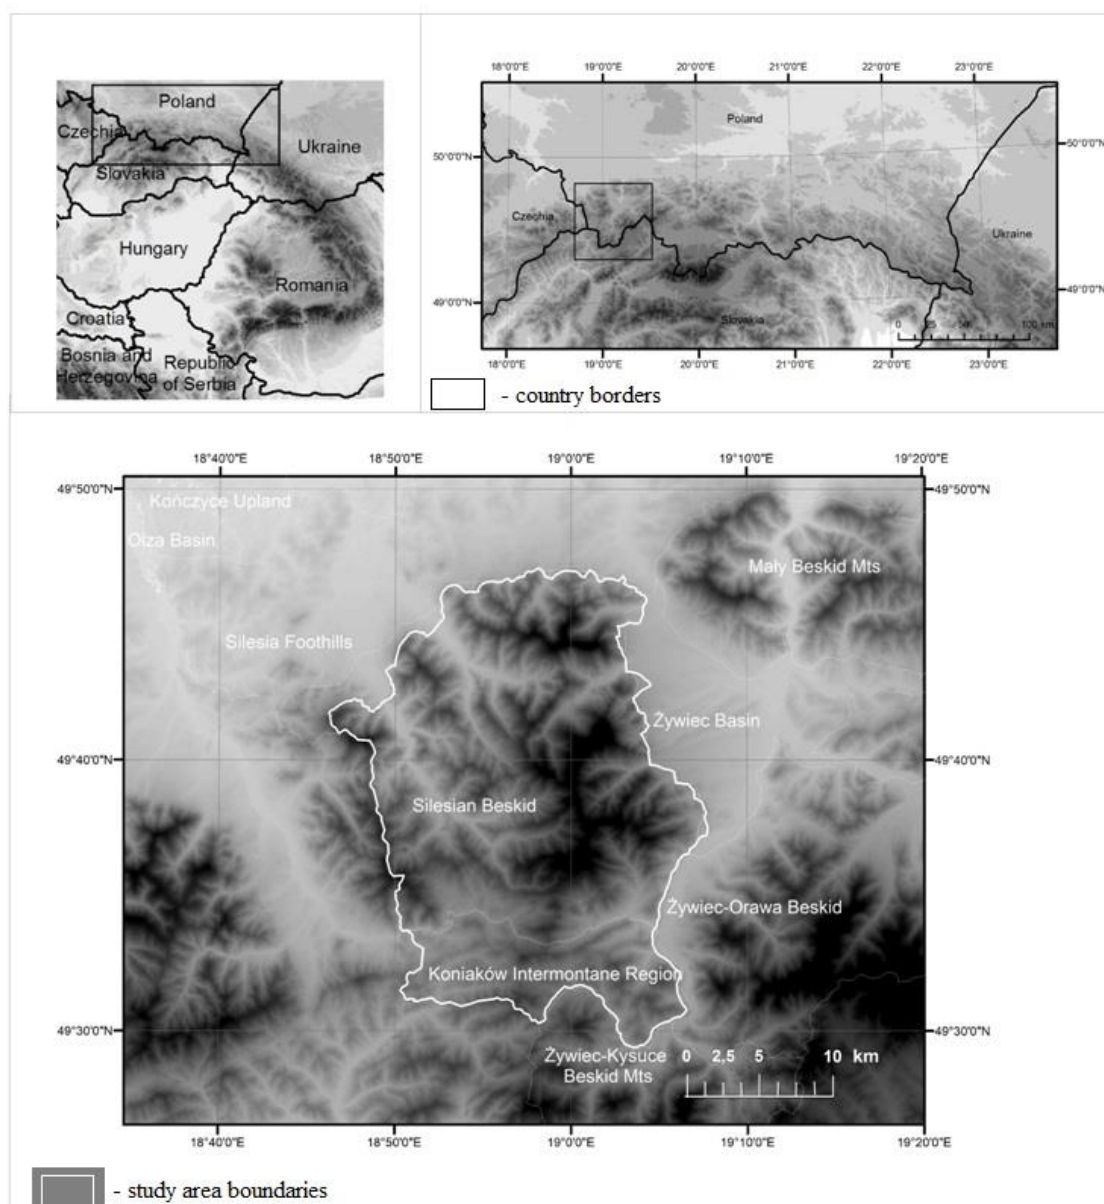 Poland
Czechia
Ukraine
Slovakia
Hungary
Romania
Croatia
Bosnia and
Herzegovina
Republic
of Serbia
18°0'0"E 19°0'0"E 20°0'0"E 21°0'0"E 22°0'0"E 23°0'0"E
Poland
50°0'0"N 50°0'0"N
Czechia
Ukraine
49°0'0"N 49°0'0"N
Slovakia
0 25 50 100 km
18°0'0"E 19°0'0"E 20°0'0"E 21°0'0"E 22°0'0"E 23°0'0"E
- country borders
18°40'0"E 18°50'0"E 19°0'0"E 19°10'0"E 19°20'0"E
49°50'0"N 49°50'0"N
Kończyce Upland
Olza Basin
Mały Beskid Mts
Silesia Foothills
Żywiec Basin
49°40'0"N 49°40'0"N
Silesian Beskid
Żywiec-Orawa Beskid
Koniaków Intermontane Region
49°30'0"N 49°30'0"N
Żywiec-Kysuce
Beskid Mts
0 2,5 5 10 km
18°40'0"E 18°50'0"E 19°0'0"E 19°10'0"E 19°20'0"E
- study area boundaries